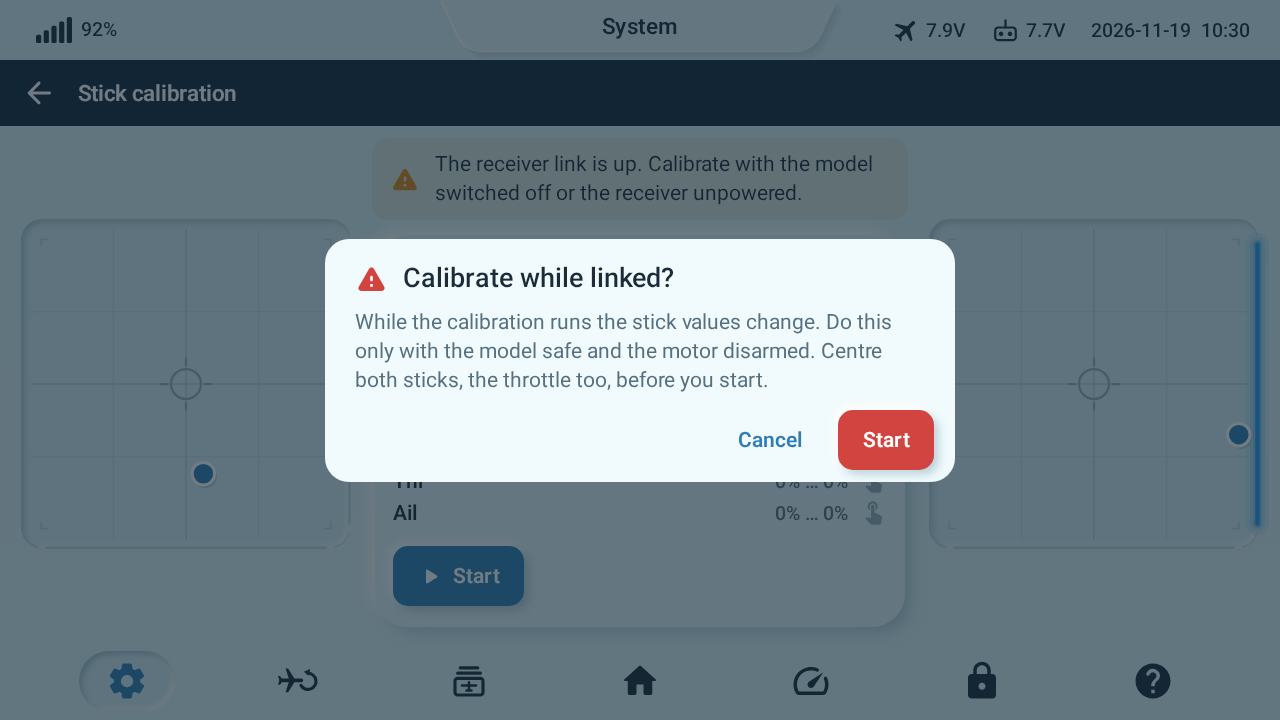 92%
System
7.9V
7.7V
2026-11-19 10:30
Stick calibration
The receiver link is up. Calibrate with the model
switched off or the receiver unpowered.
Calibrate while linked?
While the calibration runs the stick values change. Do this
only with the model safe and the motor disarmed. Centre
both sticks, the throttle too, before you start.
Cancel
Start
Thr 0% ... 0%
Ail 0% ... 0%
Start